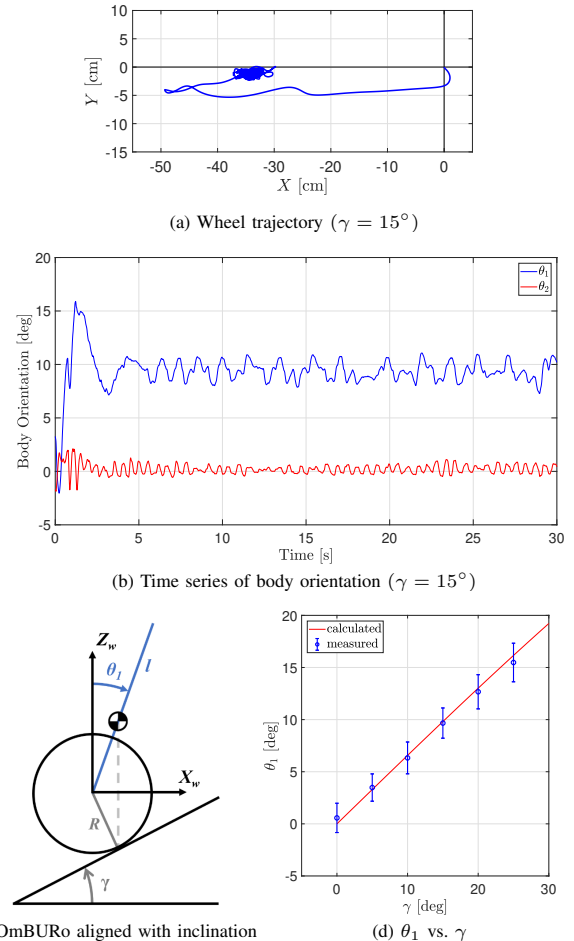 10
5
0
-5
-10
-15
Y [cm]
-50 -40 -30 -20 -10 0
X [cm]
(a) Wheel trajectory (γ = 15°)
20
15
10
5
0
-5
Body Orientation [deg]
θ₁
θ₂
0 5 10 15 20 25 30
Time [s]
(b) Time series of body orientation (γ = 15°)
Z_w
θ₁
l
X_w
R
γ
OmBURo aligned with inclination
20
15
10
5
0
-5
θ₁ [deg]
calculated
measured
0 10 20 30
γ [deg]
(d) θ₁ vs. γ